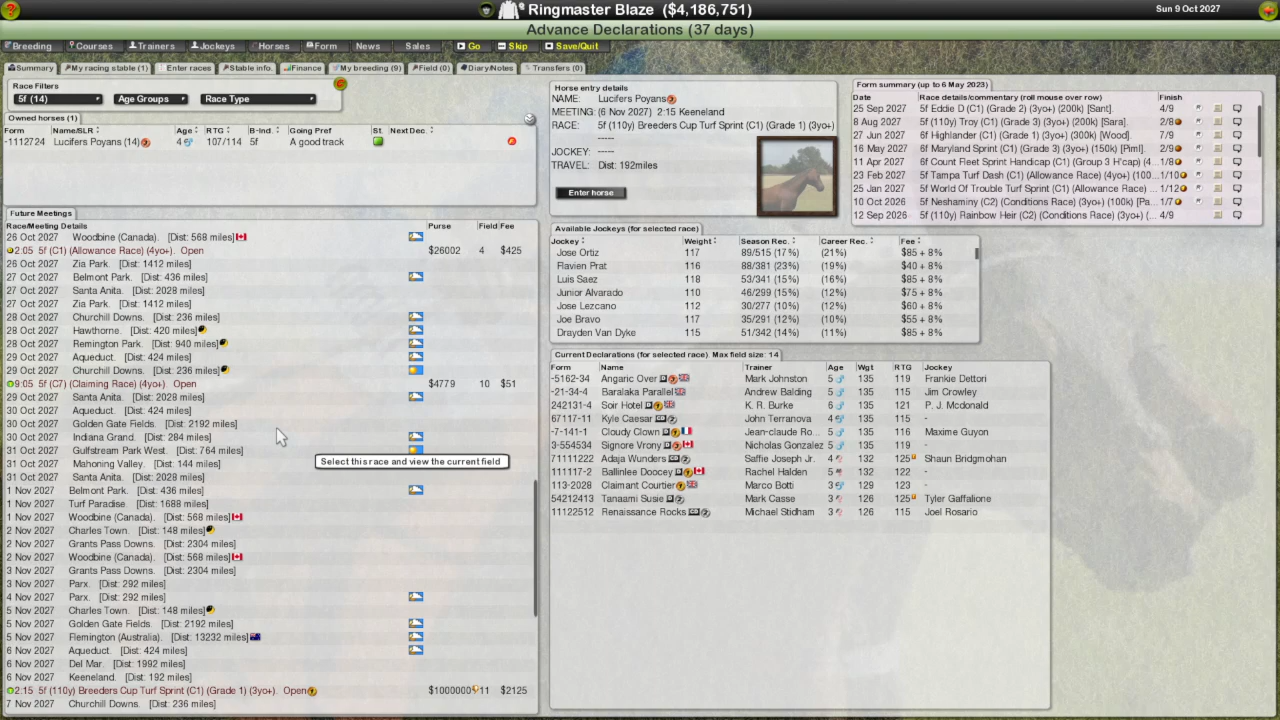 Ringmaster Blaze ($4,186,751)
Sun 9 Oct 2027
Advance Declarations (37 days)
Breeding Courses Trainers Jockeys Horses Form News Sales Go Skip Save/Quit
Summary My racing stable (1) Enter races Stable info. Finance My breeding (9) Field (0) Diary/Notes Transfers (0)
Race Filters
5f (14) Age Groups Race Type
Owned horses (1)
Form Name/SLR Age RTG B-Ind. Going Pref St. Next Dec.
-1112724 Lucifers Poyans (14) 4 107/114 5f A good track
Future Meetings
Race/Meeting Details Purse Field Fee
26 Oct 2027 Woodbine (Canada). [Dist: 568 miles]
2:05 5f (C1) (Allowance Race) (4yo+). Open $26002 4 $425
26 Oct 2027 Zia Park. [Dist: 1412 miles]
27 Oct 2027 Belmont Park. [Dist: 436 miles]
27 Oct 2027 Santa Anita. [Dist: 2028 miles]
27 Oct 2027 Zia Park. [Dist: 1412 miles]
28 Oct 2027 Churchill Downs. [Dist: 236 miles]
28 Oct 2027 Hawthorne. [Dist: 420 miles]
28 Oct 2027 Remington Park. [Dist: 940 miles]
29 Oct 2027 Aqueduct. [Dist: 424 miles]
29 Oct 2027 Churchill Downs. [Dist: 236 miles]
9:05 5f (C7) (Claiming Race) (4yo+). Open $4779 10 $51
29 Oct 2027 Santa Anita. [Dist: 2028 miles]
30 Oct 2027 Aqueduct. [Dist: 424 miles]
30 Oct 2027 Golden Gate Fields. [Dist: 2192 miles]
30 Oct 2027 Indiana Grand. [Dist: 284 miles]
31 Oct 2027 Gulfstream Park West. [Dist: 764 miles]
31 Oct 2027 Mahoning Valley. [Dist: 144 miles]
31 Oct 2027 Santa Anita. [Dist: 2028 miles]
1 Nov 2027 Belmont Park. [Dist: 436 miles]
1 Nov 2027 Turf Paradise. [Dist: 1688 miles]
1 Nov 2027 Woodbine (Canada). [Dist: 568 miles]
2 Nov 2027 Charles Town. [Dist: 148 miles]
2 Nov 2027 Grants Pass Downs. [Dist: 2304 miles]
2 Nov 2027 Woodbine (Canada). [Dist: 568 miles]
3 Nov 2027 Grants Pass Downs. [Dist: 2304 miles]
3 Nov 2027 Parx. [Dist: 292 miles]
4 Nov 2027 Parx. [Dist: 292 miles]
5 Nov 2027 Charles Town. [Dist: 148 miles]
5 Nov 2027 Golden Gate Fields. [Dist: 2192 miles]
5 Nov 2027 Flemington (Australia). [Dist: 13232 miles]
6 Nov 2027 Aqueduct. [Dist: 424 miles]
6 Nov 2027 Del Mar. [Dist: 1992 miles]
6 Nov 2027 Keeneland. [Dist: 192 miles]
2:15 5f (110y) Breeders Cup Turf Sprint (C1) (Grade 1) (3yo+). Open $1000000 11 $2125
7 Nov 2027 Churchill Downs. [Dist: 236 miles]
Select this race and view the current field
Horse entry details
NAME: Lucifers Poyans
MEETING: (6 Nov 2027) 2:15 Keeneland
RACE: 5f (110y) Breeders Cup Turf Sprint (C1) (Grade 1) (3yo+)
-----
JOCKEY: -----
TRAVEL: Dist: 192miles
Enter horse
Form summary (up to 6 May 2023)
Date Race details/commentary (roll mouse over row) Finish
25 Sep 2027 5f Eddie D (C1) (Grade 2) (3yo+) (200k) [Sant]. 4/9
8 Aug 2027 5f (110y) Troy (C1) (Grade 3) (3yo+) (200k) [Sara]. 2/8
27 Jun 2027 6f Highlander (C1) (Grade 1) (3yo+) (300k) [Wood]. 7/9
16 May 2027 6f Maryland Sprint (C1) (Grade 3) (3yo+) (150k) [Piml]. 2/9
11 Apr 2027 6f Count Fleet Sprint Handicap (C1) (Group 3 H'cap) (4... 1/8
23 Feb 2027 5f Tampa Turf Dash (C1) (Allowance Race) (4yo+) (100... 1/10
25 Jan 2027 5f World Of Trouble Turf Sprint (C1) (Allowance Race) ... 1/12
10 Oct 2026 5f Neshaminy (C2) (Conditions Race) (3yo+) (100k) [Pa... 1/7
12 Sep 2026 5f (110y) Rainbow Heir (C2) (Conditions Race) (3yo+) (... 4/9
Available Jockeys (for selected race)
Jockey Weight Season Rec. Career Rec. Fee
Jose Ortiz 117 89/515 (17%) (21%) $85 + 8%
Flavien Prat 116 88/381 (23%) (19%) $40 + 8%
Luis Saez 118 53/341 (15%) (16%) $85 + 8%
Junior Alvarado 110 46/299 (15%) (12%) $75 + 8%
Jose Lezcano 112 30/277 (10%) (12%) $60 + 8%
Joe Bravo 117 35/291 (12%) (10%) $55 + 8%
Drayden Van Dyke 115 51/342 (14%) (11%) $85 + 8%
Current Declarations (for selected race). Max field size: 14
Form Name Trainer Age Wgt RTG Jockey
-5162-34 Angaric Over Mark Johnston 5 135 119 Frankie Dettori
-21-34-4 Baralaka Parallel Andrew Balding 5 135 115 Jim Crowley
242131-4 Soir Hotel K. R. Burke 6 135 121 P. J. Mcdonald
67117-11 Kyle Caesar John Terranova 4 135 115 -
-7-141-1 Cloudy Clown Jean-claude Ro... 5 135 116 Maxime Guyon
3-554534 Signore Vrony Nicholas Gonzalez 5 135 119 -
71111222 Adaja Wunders Saffie Joseph Jr. 4 132 125 Shaun Bridgmohan
111117-2 Ballinlee Doocey Rachel Halden 5 132 122 -
113-2028 Claimant Courtier Marco Botti 3 129 123 -
54212413 Tanaami Susie Mark Casse 3 126 125 Tyler Gaffalione
11122512 Renaissance Rocks Michael Stidham 4 126 115 Joel Rosario